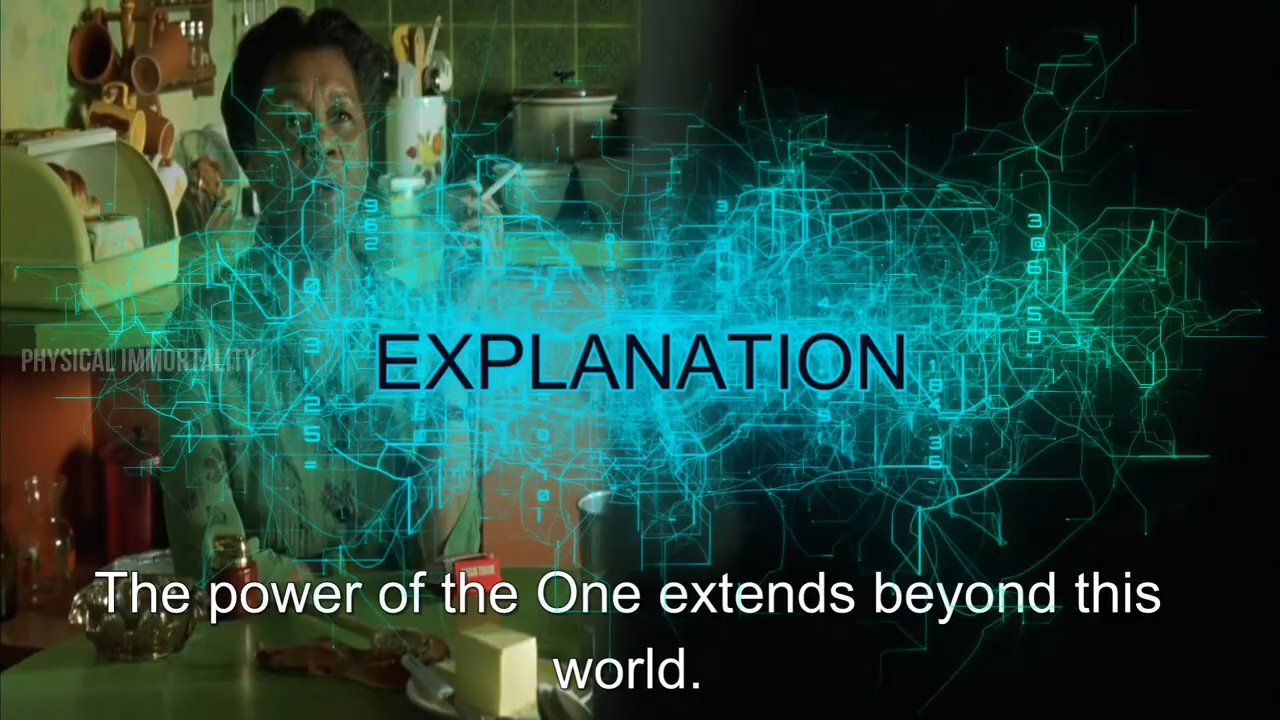 PHYSICAL IMMORTALITY
EXPLANATION
The power of the One extends beyond this
world.